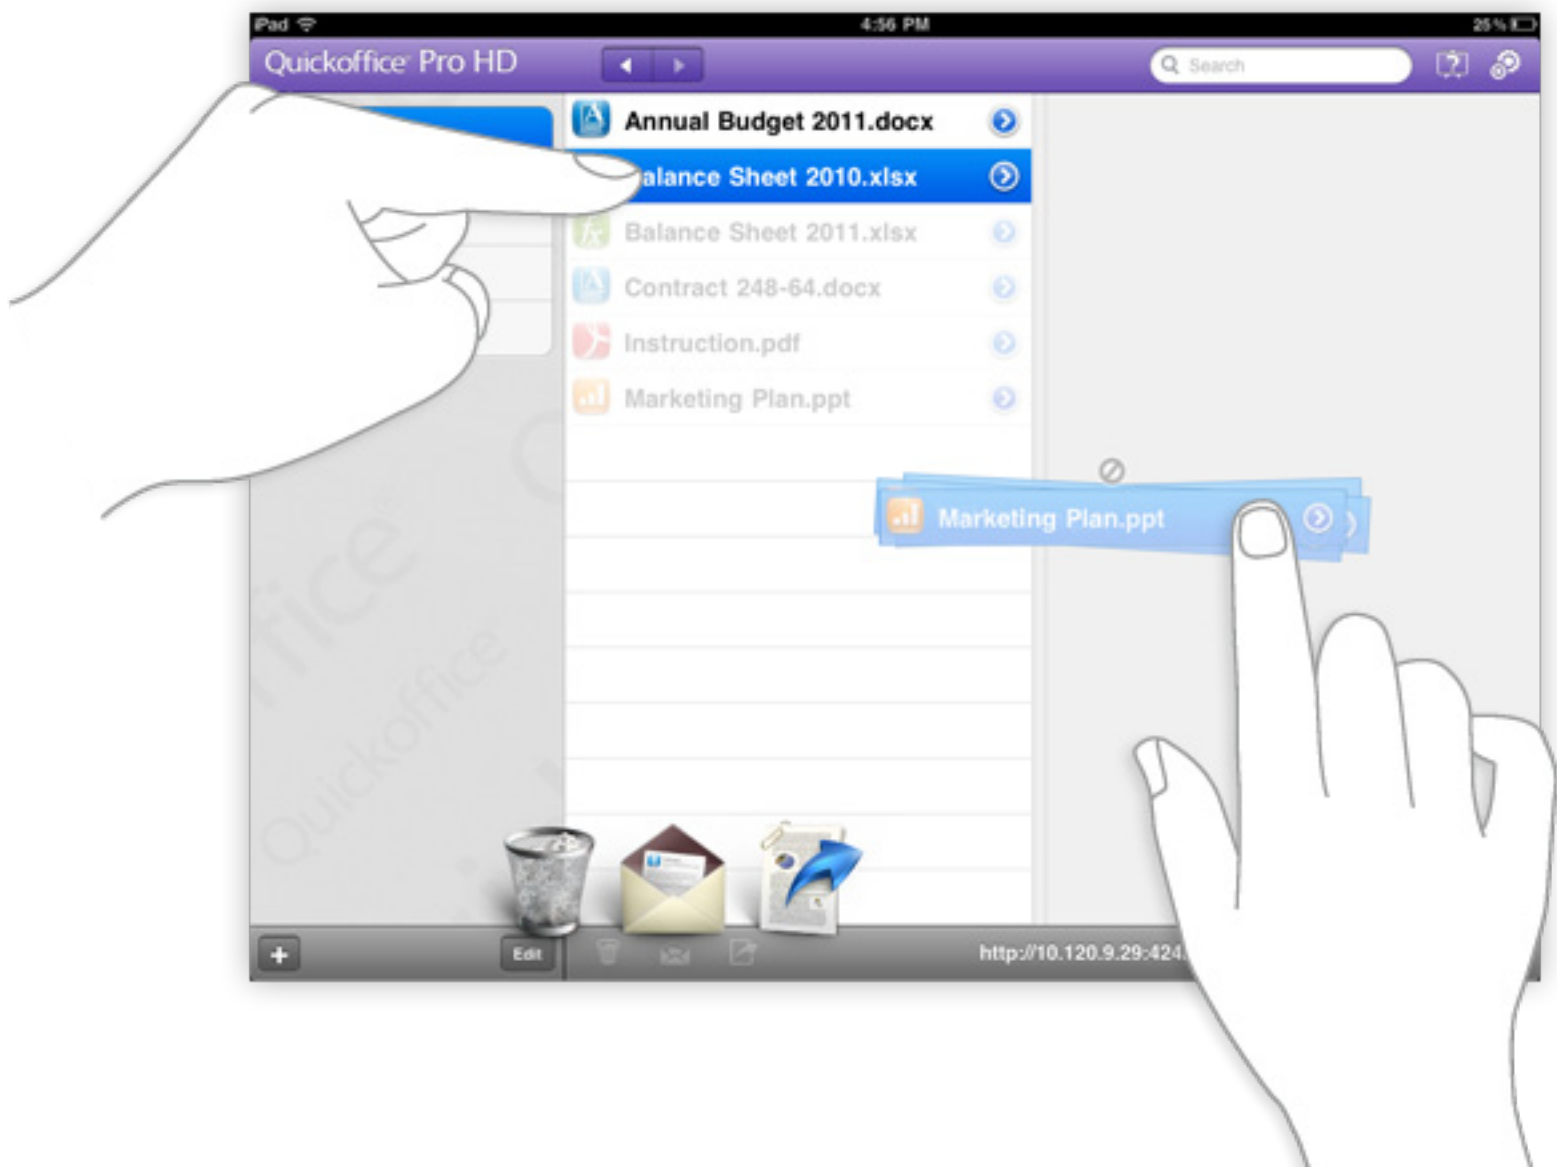 iPad 4:56 PM 25%
Quickoffice® Pro HD Search
Annual Budget 2011.docx
alance Sheet 2010.xlsx
Balance Sheet 2011.xlsx
Contract 248-64.docx
Instruction.pdf
Marketing Plan.ppt
Marketing Plan.ppt
fice®
Quickoffice
+ Edit http://10.120.9.29:424